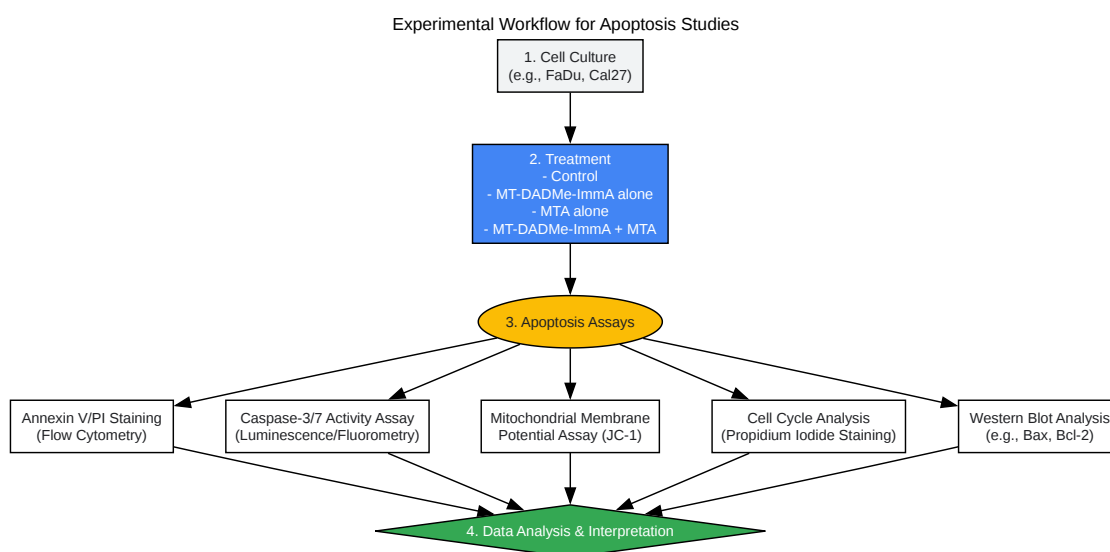 Experimental Workflow for Apoptosis Studies
1. Cell Culture
(e.g., FaDu, Cal27)
2. Treatment
- Control
- MT-DADMe-ImmA alone
- MTA alone
- MT-DADMe-ImmA + MTA
3. Apoptosis Assays
Annexin V/PI Staining
(Flow Cytometry)
Caspase-3/7 Activity Assay
(Luminescence/Fluorometry)
Mitochondrial Membrane
Potential Assay (JC-1)
Cell Cycle Analysis
(Propidium Iodide Staining)
Western Blot Analysis
(e.g., Bax, Bcl-2)
4. Data Analysis & Interpretation